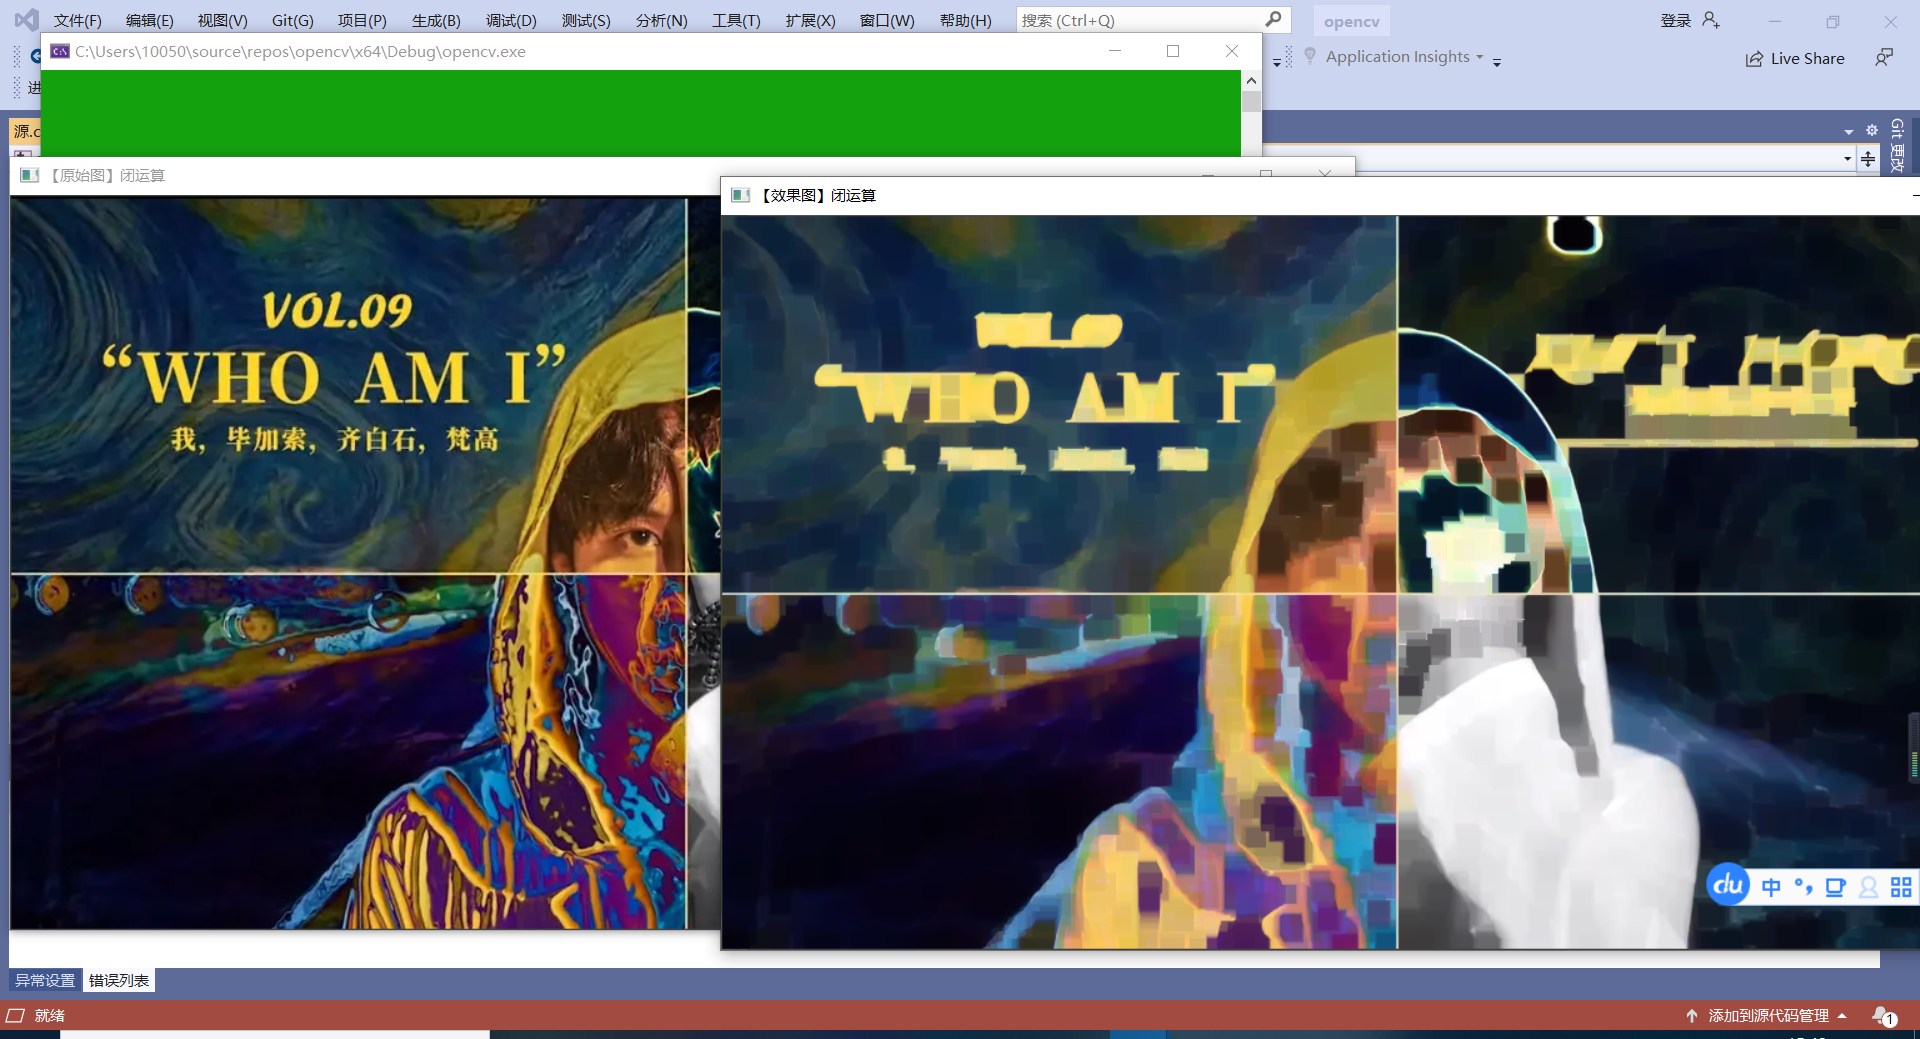 文件(F) 编辑(E) 视图(V) Git(G) 项目(P) 生成(B) 调试(D) 测试(S) 分析(N) 工具(T) 扩展(X) 窗口(W) 帮助(H) 搜索 (Ctrl+Q) opencv 登录
C:\Users\10050\source\repos\opencv\x64\Debug\opencv.exe
Application Insights
Live Share
进
源.c
Git 更改
【原始图】闭运算
【效果图】闭运算
VOL.09
“WHO AM I”
我，毕加索，齐白石，梵高
WHO AM I
du 中
异常设置 错误列表
就绪 添加到源代码管理 1